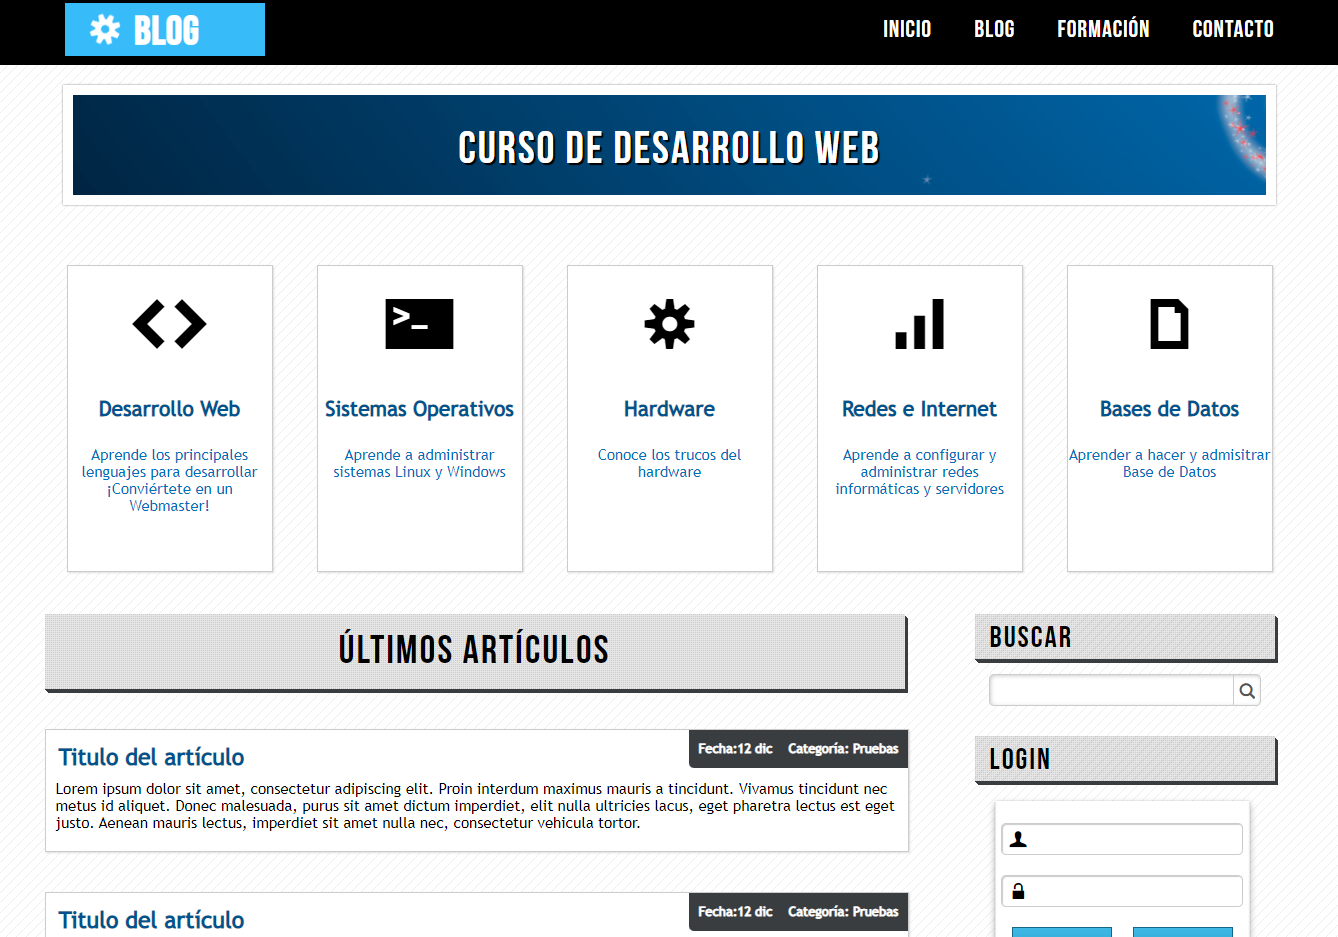 BLOG
INICIO BLOG FORMACIÓN CONTACTO
CURSO DE DESARROLLO WEB
>_
Desarrollo Web
Aprende los principales
lenguajes para desarrollar
¡Conviértete en un
Webmaster!
Sistemas Operativos
Aprende a administrar
sistemas Linux y Windows
Hardware
Conoce los trucos del
hardware
Redes e Internet
Aprende a configurar y
administrar redes
informáticas y servidores
Bases de Datos
Aprender a hacer y admisitrar
Base de Datos
ÚLTIMOS ARTÍCULOS
Titulo del artículo
Fecha:12 dic Categoría: Pruebas
Lorem ipsum dolor sit amet, consectetur adipiscing elit. Proin interdum maximus mauris a tincidunt. Vivamus tincidunt nec
metus id aliquet. Donec malesuada, purus sit amet dictum imperdiet, elit nulla ultricies lacus, eget pharetra lectus est eget
justo. Aenean mauris lectus, imperdiet sit amet nulla nec, consectetur vehicula tortor.
Titulo del artículo
Fecha:12 dic Categoría: Pruebas
BUSCAR
LOGIN